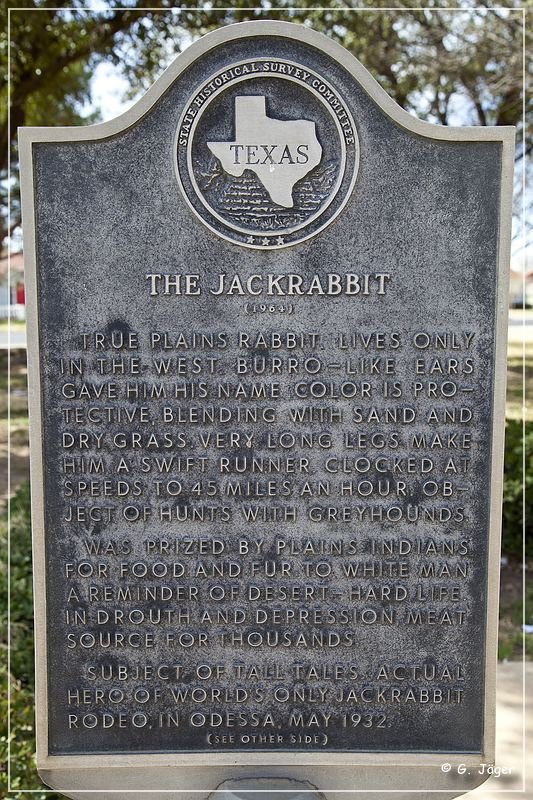 STATE HISTORICAL SURVEY COMMITTEE
TEXAS
THE JACKRABBIT
(1964)
TRUE PLAINS RABBIT. LIVES ONLY
IN THE WEST. BURRO-LIKE EARS
GAVE HIM HIS NAME. COLOR IS PRO-
TECTIVE, BLENDING WITH SAND AND
DRY GRASS. VERY LONG LEGS MAKE
HIM A SWIFT RUNNER, CLOCKED AT
SPEEDS TO 45 MILES AN HOUR. OB-
JECT OF HUNTS WITH GREYHOUNDS.
WAS PRIZED BY PLAINS INDIANS
FOR FOOD AND FUR. TO WHITE MAN
A REMINDER OF DESERT-HARD LIFE.
IN DROUTH AND DEPRESSION MEAT
SOURCE FOR THOUSANDS.
SUBJECT OF TALL TALES. ACTUAL
HERO OF WORLD'S ONLY JACKRABBIT
RODEO, IN ODESSA, MAY 1932.
(SEE OTHER SIDE)
© G. Jäger